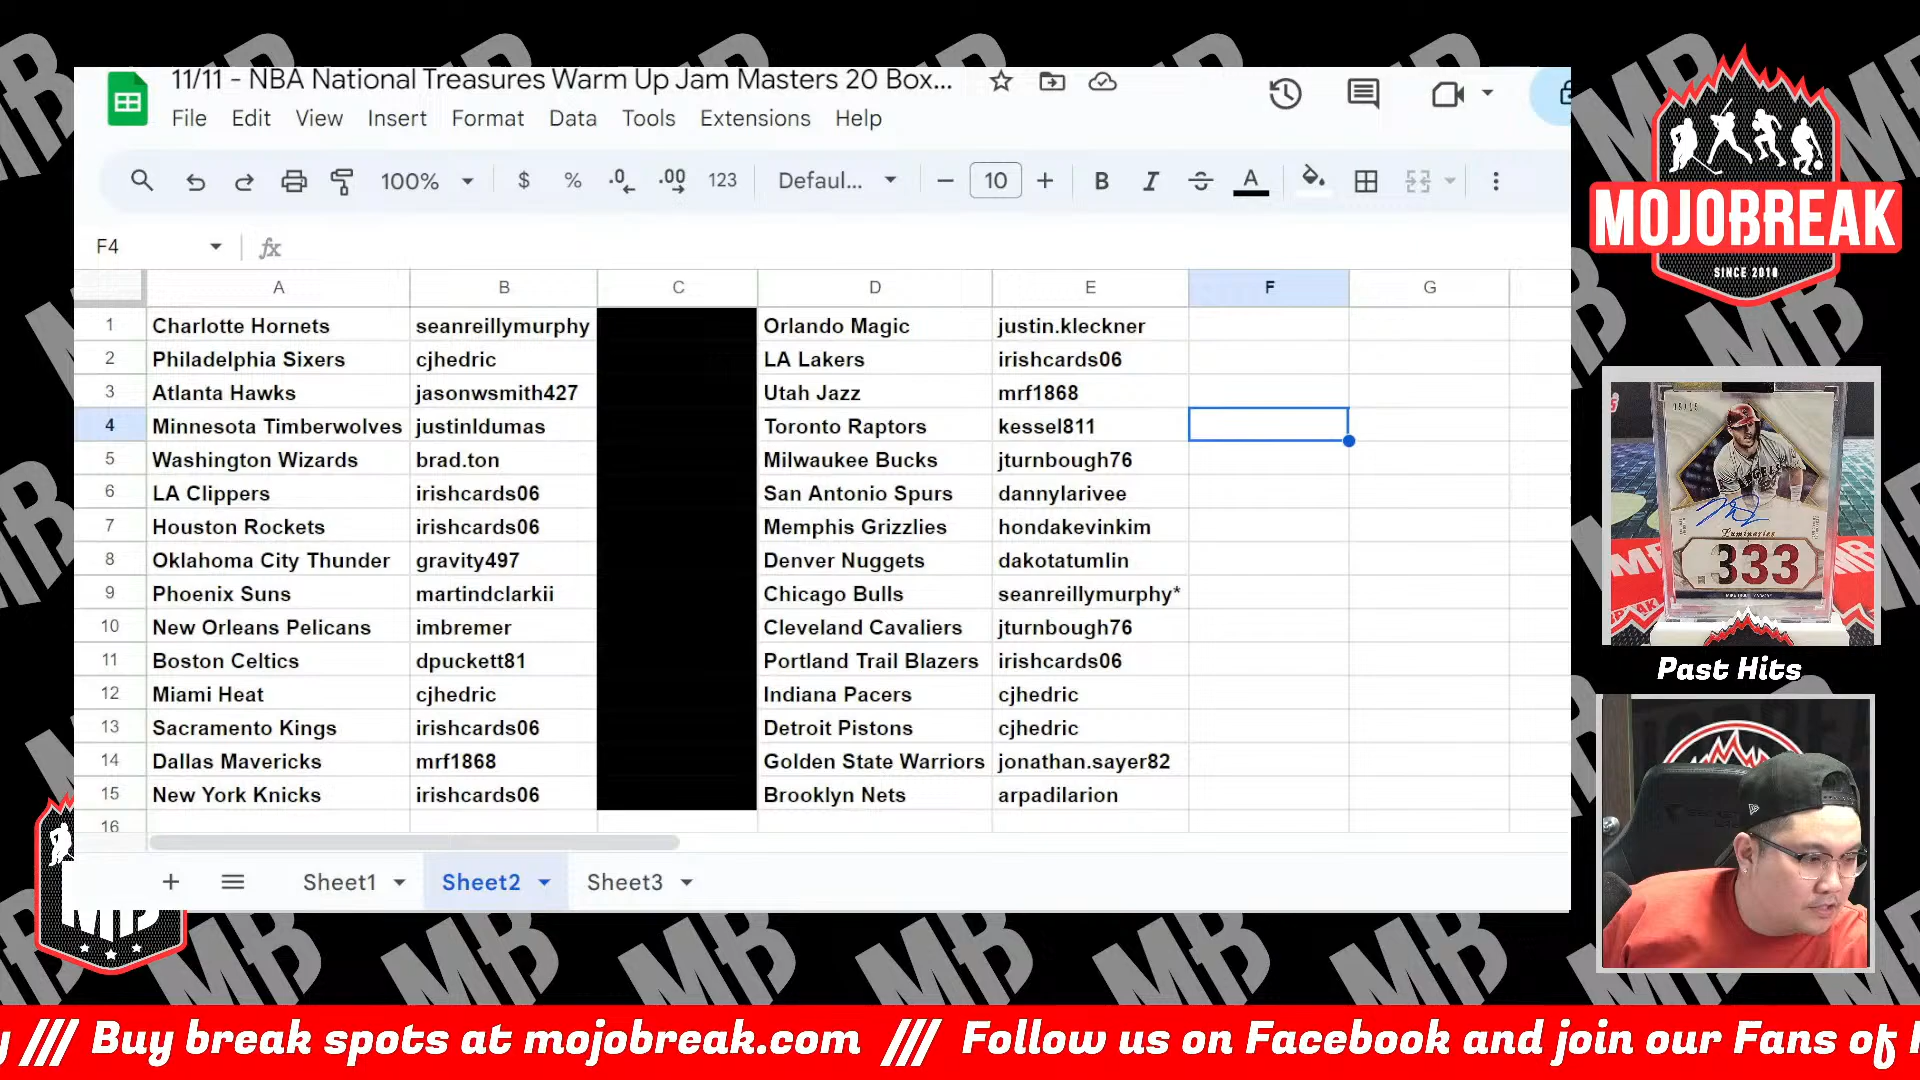 11/11 - NBA National Treasures Warm Up Jam Masters 20 Box...
File Edit View Insert Format Data Tools Extensions Help
100% $ % .0 .00 123 Defaul... 10 B I A
F4 fx
A B C D E F G
1 Charlotte Hornets seanreillymurphy Orlando Magic justin.kleckner
2 Philadelphia Sixers cjhedric LA Lakers irishcards06
3 Atlanta Hawks jasonwsmith427 Utah Jazz mrf1868
4 Minnesota Timberwolves justinldumas Toronto Raptors kessel811
5 Washington Wizards brad.ton Milwaukee Bucks jturnbough76
6 LA Clippers irishcards06 San Antonio Spurs dannylarivee
7 Houston Rockets irishcards06 Memphis Grizzlies hondakevinkim
8 Oklahoma City Thunder gravity497 Denver Nuggets dakotatumlin
9 Phoenix Suns martindclarkii Chicago Bulls seanreillymurphy*
10 New Orleans Pelicans imbremer Cleveland Cavaliers jturnbough76
11 Boston Celtics dpuckett81 Portland Trail Blazers irishcards06
12 Miami Heat cjhedric Indiana Pacers cjhedric
13 Sacramento Kings irishcards06 Detroit Pistons cjhedric
14 Dallas Mavericks mrf1868 Golden State Warriors jonathan.sayer82
15 New York Knicks irishcards06 Brooklyn Nets arpadilarion
16
Sheet1 Sheet2 Sheet3
MOJOBREAK
SINCE 2010
Luminaries
333
Past Hits
MB
y /// Buy break spots at mojobreak.com /// Follow us on Facebook and join our Fans of